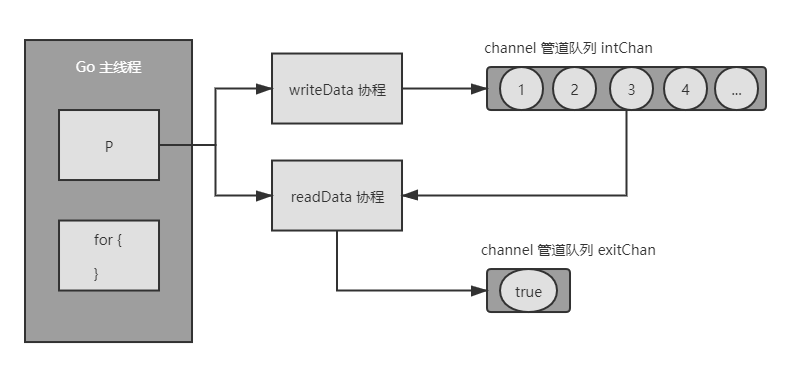 Go 主线程
P
for {
}
writeData 协程
readData 协程
channel 管道队列 intChan
1 2 3 4 ...
channel 管道队列 exitChan
true